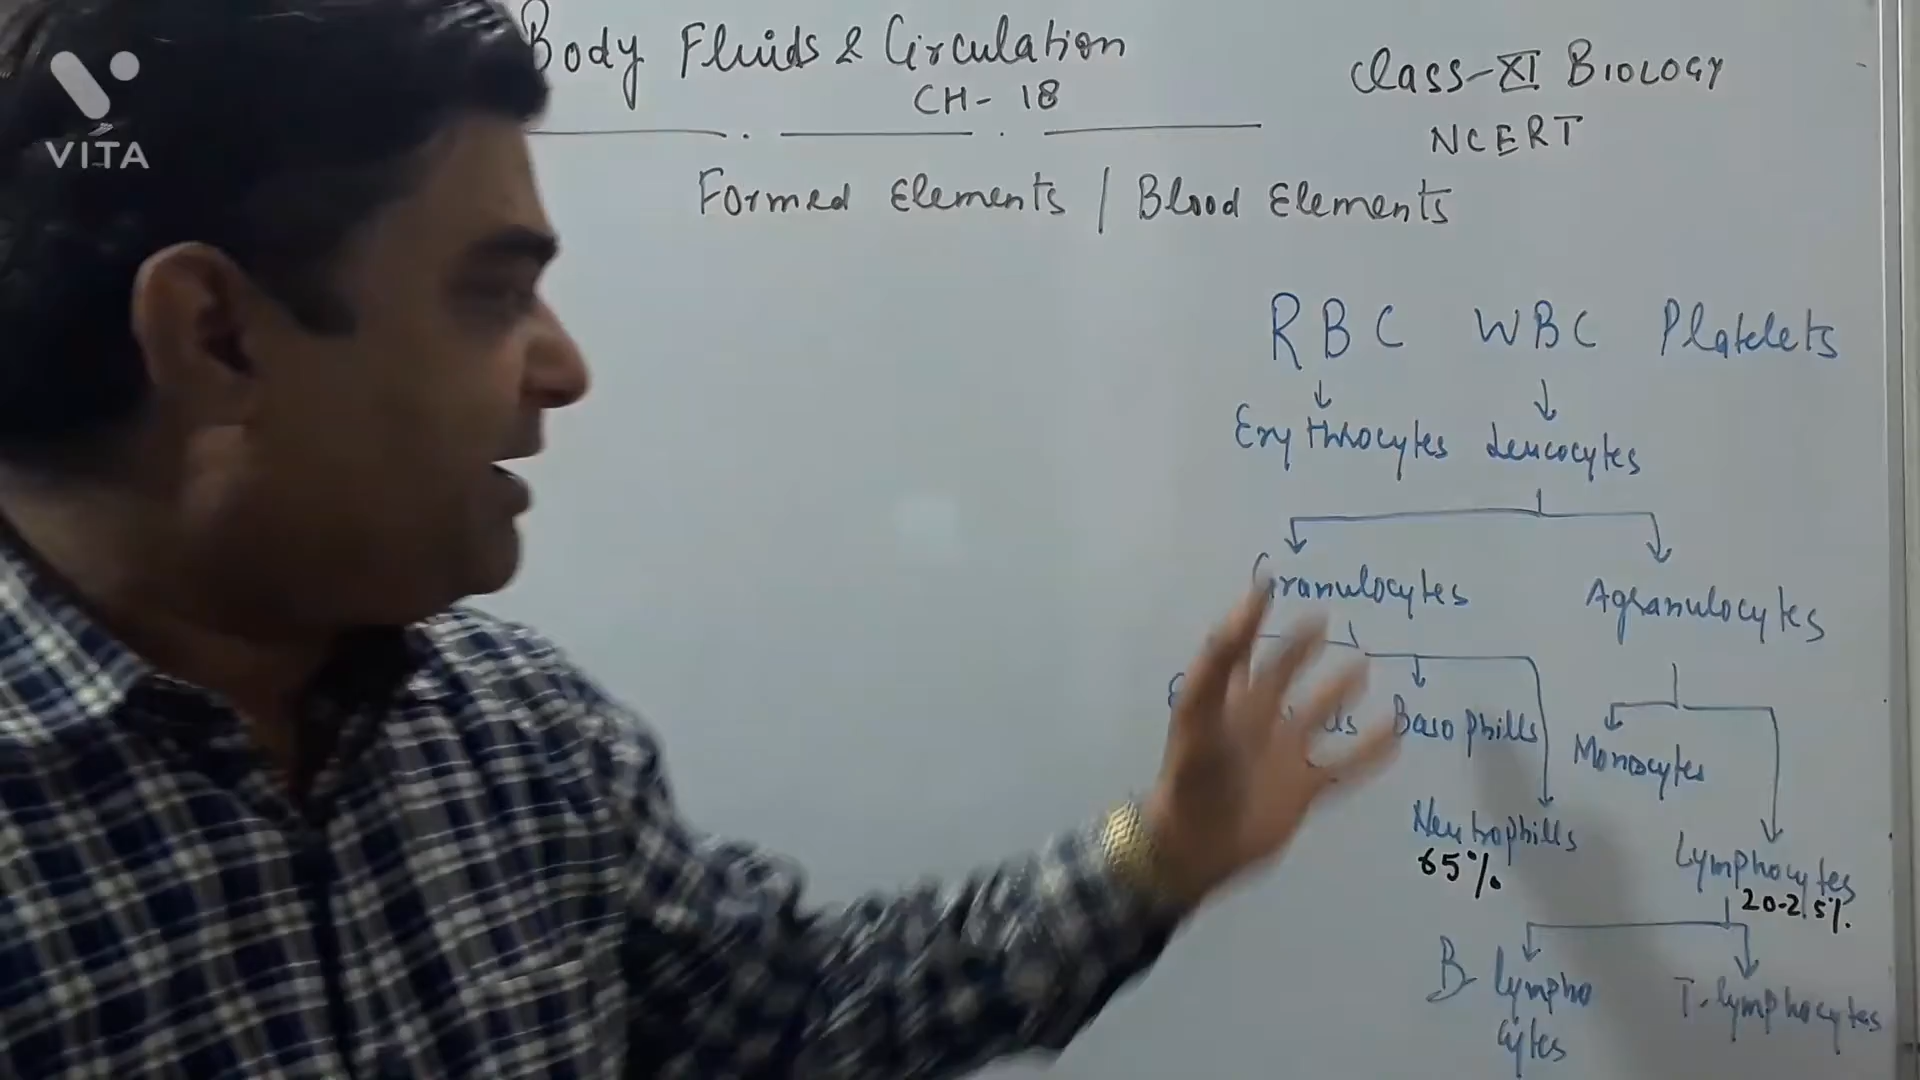 VITA
Body Fluids & Circulation
CH- 18
Class-XI Biology
NCERT
Formed Elements / Blood Elements
RBC WBC Platelets
Erythrocytes Leucocytes
Granulocytes Agranulocytes
Basophills
Monocytes
Neutrophills
65%
Lymphocytes
20-25%.
B- lympho
cytes
T-lymphocytes